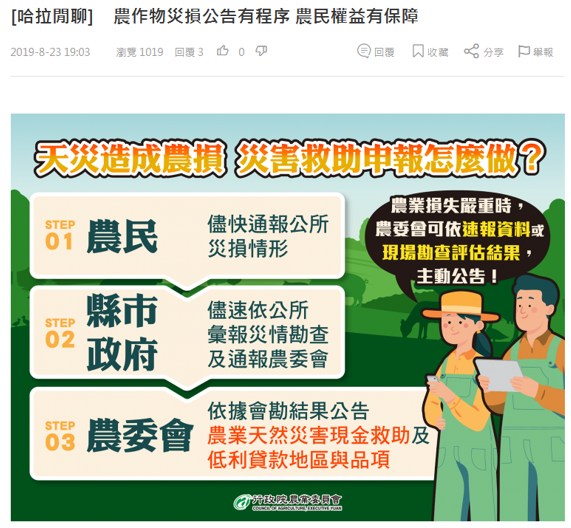 [哈拉閒聊] 農作物災損公告有程序 農民權益有保障
2019-8-23 19:03 瀏覽 1019 回覆 3 0 回覆 收藏 分享 舉報
天災造成農損 災害救助申報怎麼做？
農業損失嚴重時，
農委會可依速報資料或
現場勘查評估結果，
主動公告！
STEP
01
農民
儘快通報公所
災損情形
STEP
02
縣市
政府
儘速依公所
彙報災情勘查
及通報農委會
STEP
03
農委會
依據會勘結果公告
農業天然災害現金救助及
低利貸款地區與品項
行政院農業委員會
COUNCIL OF AGRICULTURE, EXECUTIVE YUAN